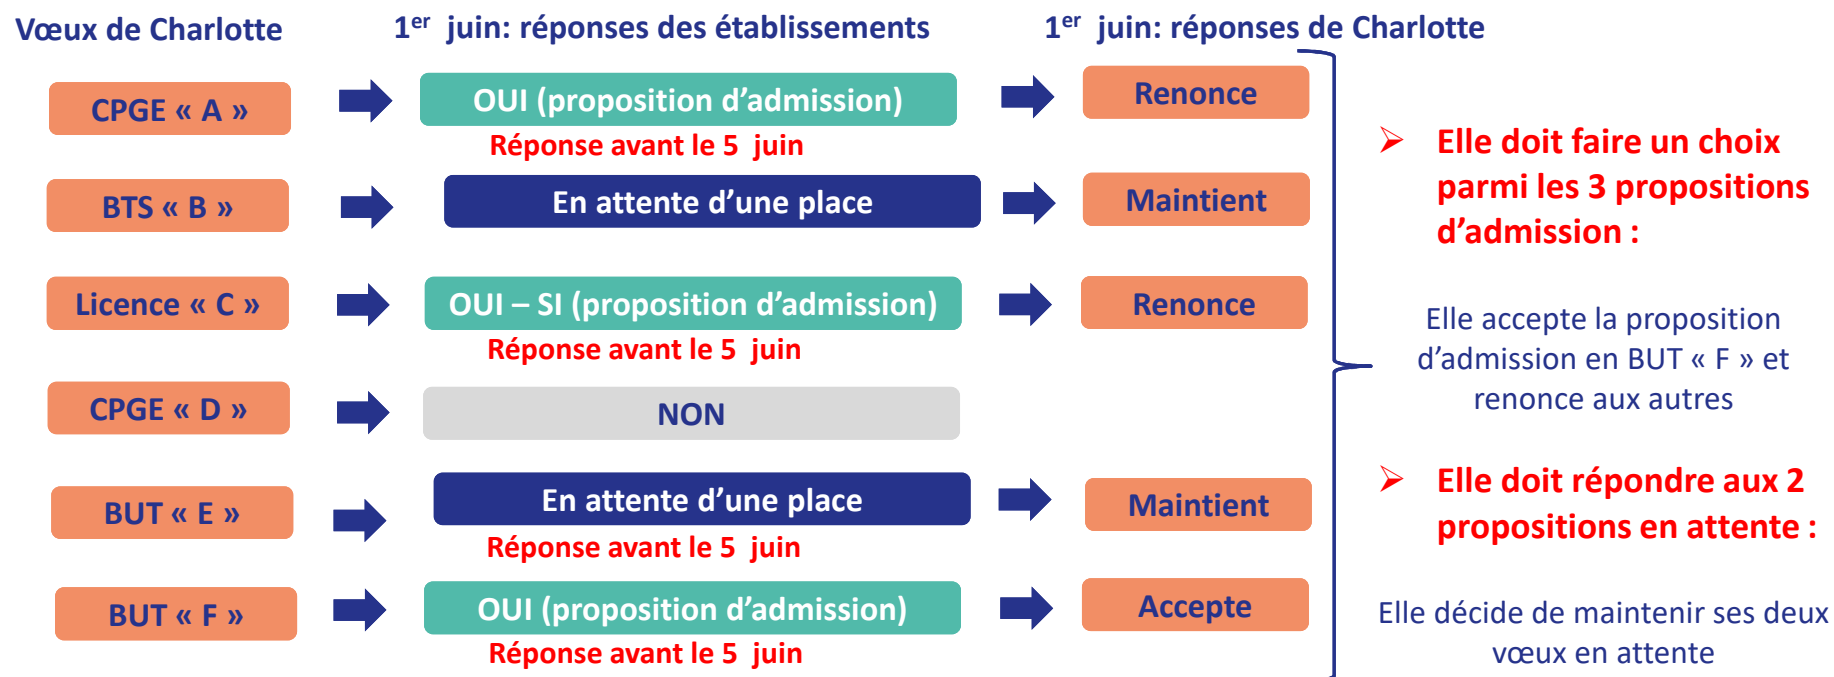 Vœux de Charlotte
1er juin: réponses des établissements
1er juin: réponses de Charlotte
CPGE « A »
OUI (proposition d'admission)
Renonce
Réponse avant le 5 juin
BTS « B »
En attente d'une place
Maintient
Licence « C »
OUI – SI (proposition d'admission)
Renonce
Réponse avant le 5 juin
CPGE « D »
NON
BUT « E »
En attente d'une place
Maintient
Réponse avant le 5 juin
BUT « F »
OUI (proposition d'admission)
Accepte
Réponse avant le 5 juin
➢ Elle doit faire un choix
parmi les 3 propositions
d'admission :
Elle accepte la proposition
d'admission en BUT « F » et
renonce aux autres
➢ Elle doit répondre aux 2
propositions en attente :
Elle décide de maintenir ses deux
vœux en attente